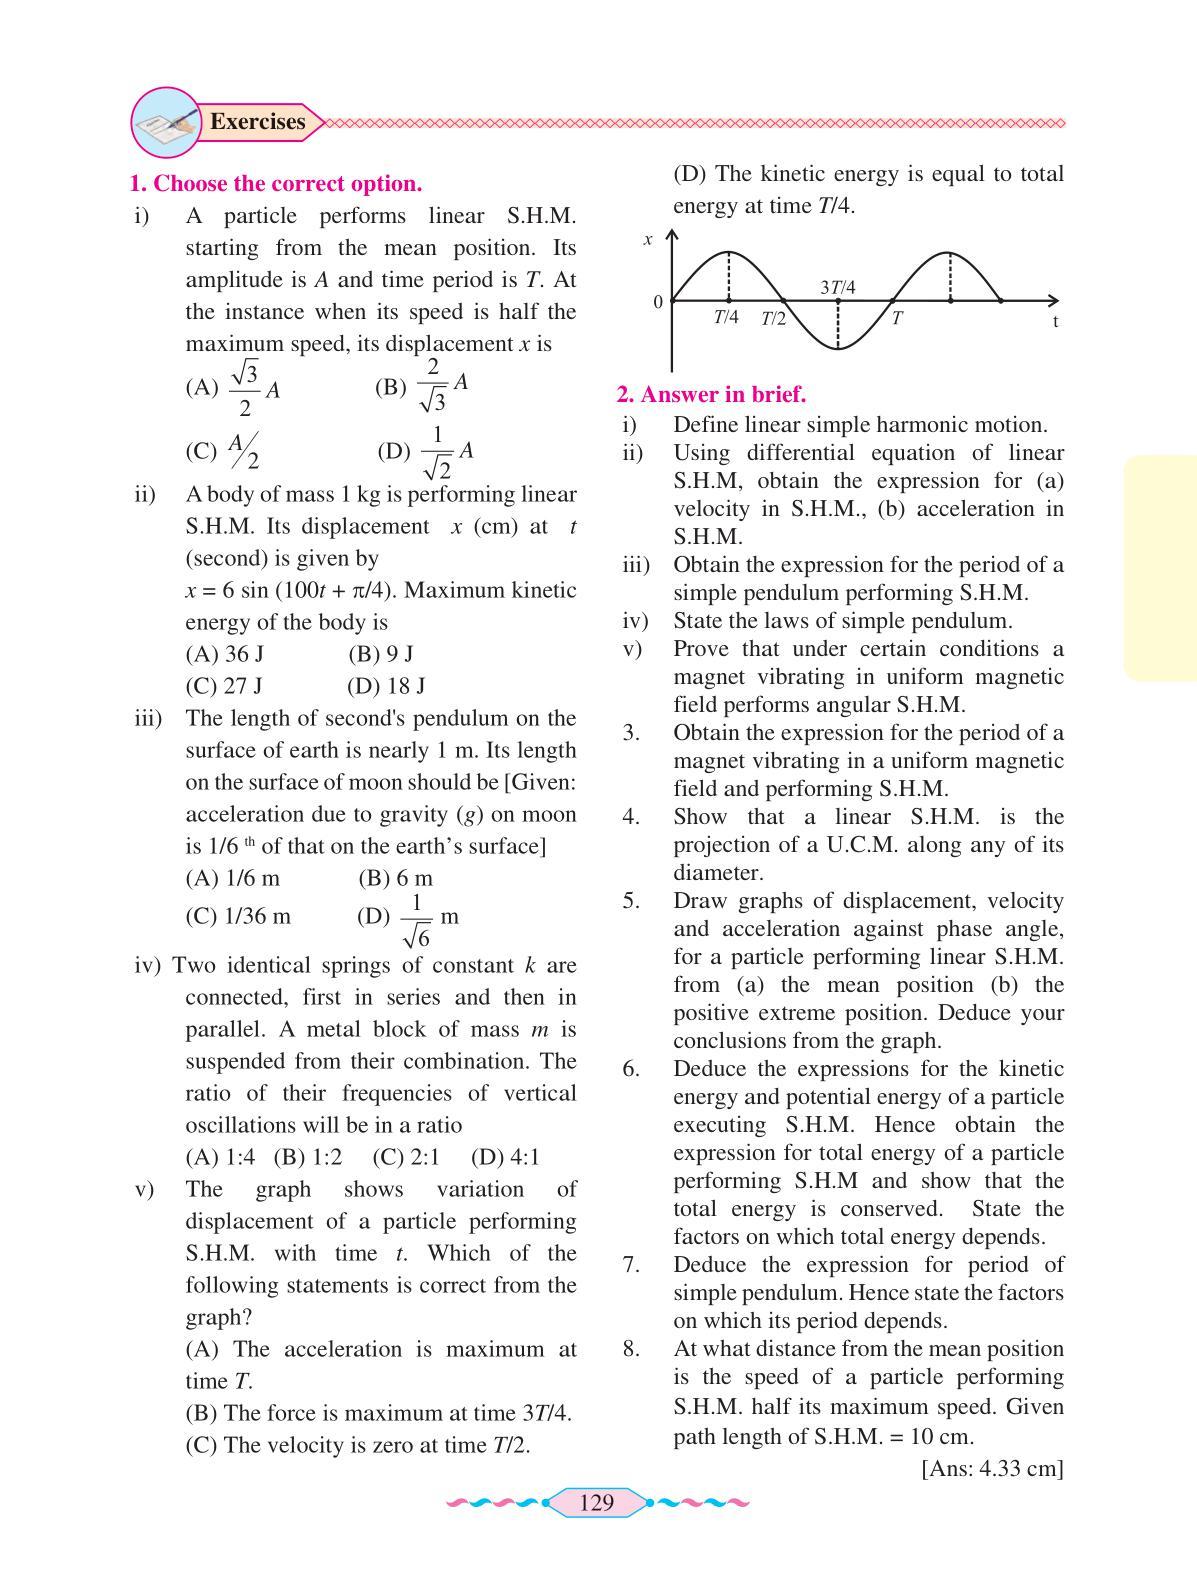 Exercises
1. Choose the correct option.
i) A particle performs linear S.H.M.
starting from the mean position. Its
amplitude is A and time period is T. At
the instance when its speed is half the
maximum speed, its displacement x is
(A) √3/2 A (B) 2/√3 A
(C) A/2 (D) 1/√2 A
ii) A body of mass 1 kg is performing linear
S.H.M. Its displacement x (cm) at t
(second) is given by
x = 6 sin (100t + π/4). Maximum kinetic
energy of the body is
(A) 36 J (B) 9 J
(C) 27 J (D) 18 J
iii) The length of second's pendulum on the
surface of earth is nearly 1 m. Its length
on the surface of moon should be [Given:
acceleration due to gravity (g) on moon
is 1/6 th of that on the earth’s surface]
(A) 1/6 m (B) 6 m
(C) 1/36 m (D) 1/√6 m
iv) Two identical springs of constant k are
connected, first in series and then in
parallel. A metal block of mass m is
suspended from their combination. The
ratio of their frequencies of vertical
oscillations will be in a ratio
(A) 1:4 (B) 1:2 (C) 2:1 (D) 4:1
v) The graph shows variation of
displacement of a particle performing
S.H.M. with time t. Which of the
following statements is correct from the
graph?
(A) The acceleration is maximum at
time T.
(B) The force is maximum at time 3T/4.
(C) The velocity is zero at time T/2.
(D) The kinetic energy is equal to total
energy at time T/4.
x
0
T/4 T/2 3T/4 T t
2. Answer in brief.
i) Define linear simple harmonic motion.
ii) Using differential equation of linear
S.H.M, obtain the expression for (a)
velocity in S.H.M., (b) acceleration in
S.H.M.
iii) Obtain the expression for the period of a
simple pendulum performing S.H.M.
iv) State the laws of simple pendulum.
v) Prove that under certain conditions a
magnet vibrating in uniform magnetic
field performs angular S.H.M.
3. Obtain the expression for the period of a
magnet vibrating in a uniform magnetic
field and performing S.H.M.
4. Show that a linear S.H.M. is the
projection of a U.C.M. along any of its
diameter.
5. Draw graphs of displacement, velocity
and acceleration against phase angle,
for a particle performing linear S.H.M.
from (a) the mean position (b) the
positive extreme position. Deduce your
conclusions from the graph.
6. Deduce the expressions for the kinetic
energy and potential energy of a particle
executing S.H.M. Hence obtain the
expression for total energy of a particle
performing S.H.M and show that the
total energy is conserved. State the
factors on which total energy depends.
7. Deduce the expression for period of
simple pendulum. Hence state the factors
on which its period depends.
8. At what distance from the mean position
is the speed of a particle performing
S.H.M. half its maximum speed. Given
path length of S.H.M. = 10 cm.
[Ans: 4.33 cm]
129